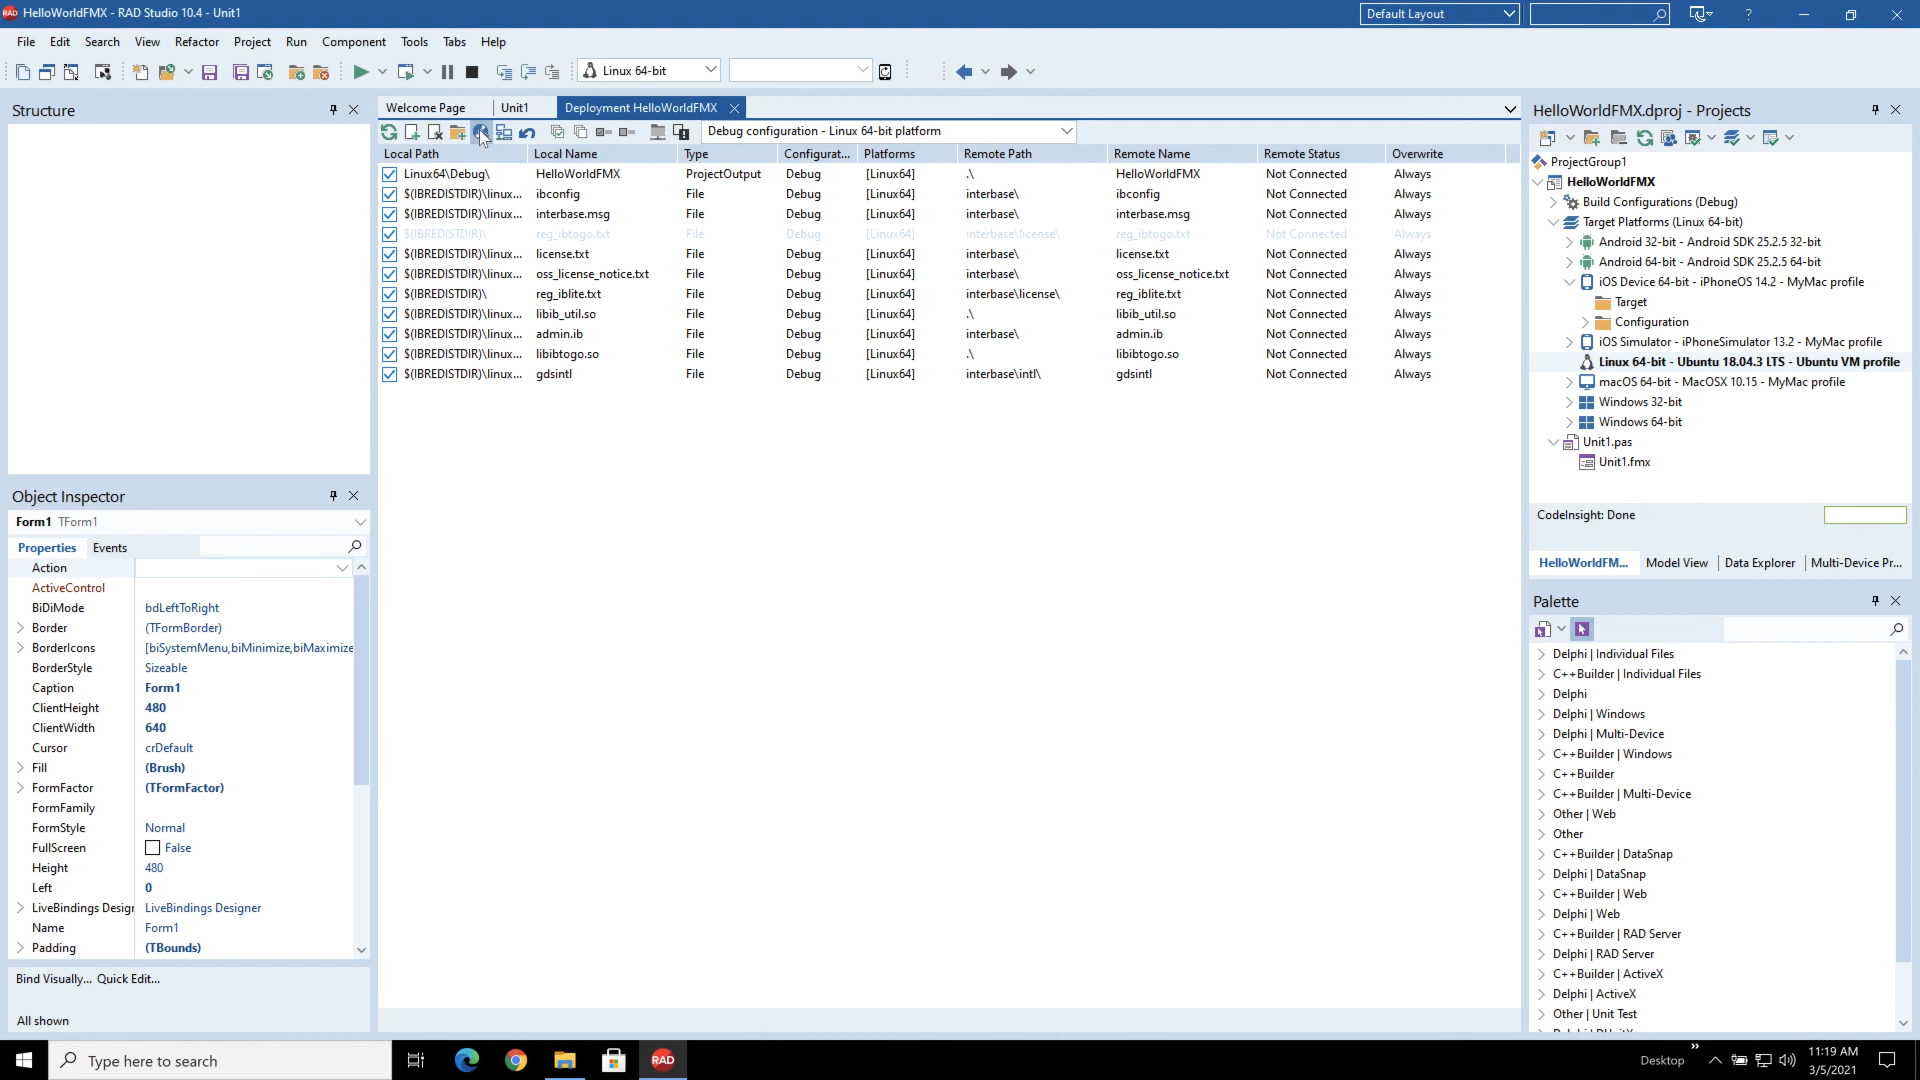 RAD HelloWorldFMX - RAD Studio 10.4 - Unit1
Default Layout
?
File Edit Search View Refactor Project Run Component Tools Tabs Help
Linux 64-bit
Structure
Welcome Page Unit1 Deployment HelloWorldFMX
Debug configuration - Linux 64-bit platform
Local Path Local Name Type Configurat... Platforms Remote Path Remote Name Remote Status Overwrite
Linux64\Debug\ HelloWorldFMX ProjectOutput Debug [Linux64] .\ HelloWorldFMX Not Connected Always
$(IBREDISTDIR)\linux... ibconfig File Debug [Linux64] interbase\ ibconfig Not Connected Always
$(IBREDISTDIR)\linux... interbase.msg File Debug [Linux64] interbase\ interbase.msg Not Connected Always
$(IBREDISTDIR)\ reg_ibtogo.txt File Debug [Linux64] interbase\license\ reg_ibtogo.txt Not Connected Always
$(IBREDISTDIR)\linux... license.txt File Debug [Linux64] interbase\ license.txt Not Connected Always
$(IBREDISTDIR)\linux... oss_license_notice.txt File Debug [Linux64] interbase\ oss_license_notice.txt Not Connected Always
$(IBREDISTDIR)\ reg_iblite.txt File Debug [Linux64] interbase\license\ reg_iblite.txt Not Connected Always
$(IBREDISTDIR)\linux... libib_util.so File Debug [Linux64] .\ libib_util.so Not Connected Always
$(IBREDISTDIR)\linux... admin.ib File Debug [Linux64] interbase\ admin.ib Not Connected Always
$(IBREDISTDIR)\linux... libibtogo.so File Debug [Linux64] .\ libibtogo.so Not Connected Always
$(IBREDISTDIR)\linux... gdsintl File Debug [Linux64] interbase\intl\ gdsintl Not Connected Always
Object Inspector
Form1 TForm1
Properties Events
Action
ActiveControl
BiDiMode bdLeftToRight
Border (TFormBorder)
BorderIcons [biSystemMenu,biMinimize,biMaximize
BorderStyle Sizeable
Caption Form1
ClientHeight 480
ClientWidth 640
Cursor crDefault
Fill (Brush)
FormFactor (TFormFactor)
FormFamily
FormStyle Normal
FullScreen False
Height 480
Left 0
LiveBindings Design LiveBindings Designer
Name Form1
Padding (TBounds)
Bind Visually... Quick Edit...
All shown
HelloWorldFMX.dproj - Projects
ProjectGroup1
HelloWorldFMX
Build Configurations (Debug)
Target Platforms (Linux 64-bit)
Android 32-bit - Android SDK 25.2.5 32-bit
Android 64-bit - Android SDK 25.2.5 64-bit
iOS Device 64-bit - iPhoneOS 14.2 - MyMac profile
Target
Configuration
iOS Simulator - iPhoneSimulator 13.2 - MyMac profile
Linux 64-bit - Ubuntu 18.04.3 LTS - Ubuntu VM profile
macOS 64-bit - MacOSX 10.15 - MyMac profile
Windows 32-bit
Windows 64-bit
Unit1.pas
Unit1.fmx
CodeInsight: Done
HelloWorldFM... Model View Data Explorer Multi-Device Pr...
Palette
Delphi | Individual Files
C++Builder | Individual Files
Delphi
Delphi | Windows
Delphi | Multi-Device
C++Builder | Windows
C++Builder
C++Builder | Multi-Device
Other | Web
Other
C++Builder | DataSnap
Delphi | DataSnap
C++Builder | Web
Delphi | Web
C++Builder | RAD Server
Delphi | RAD Server
C++Builder | ActiveX
Delphi | ActiveX
Other | Unit Test
Type here to search
RAD
Desktop
11:19 AM
3/5/2021